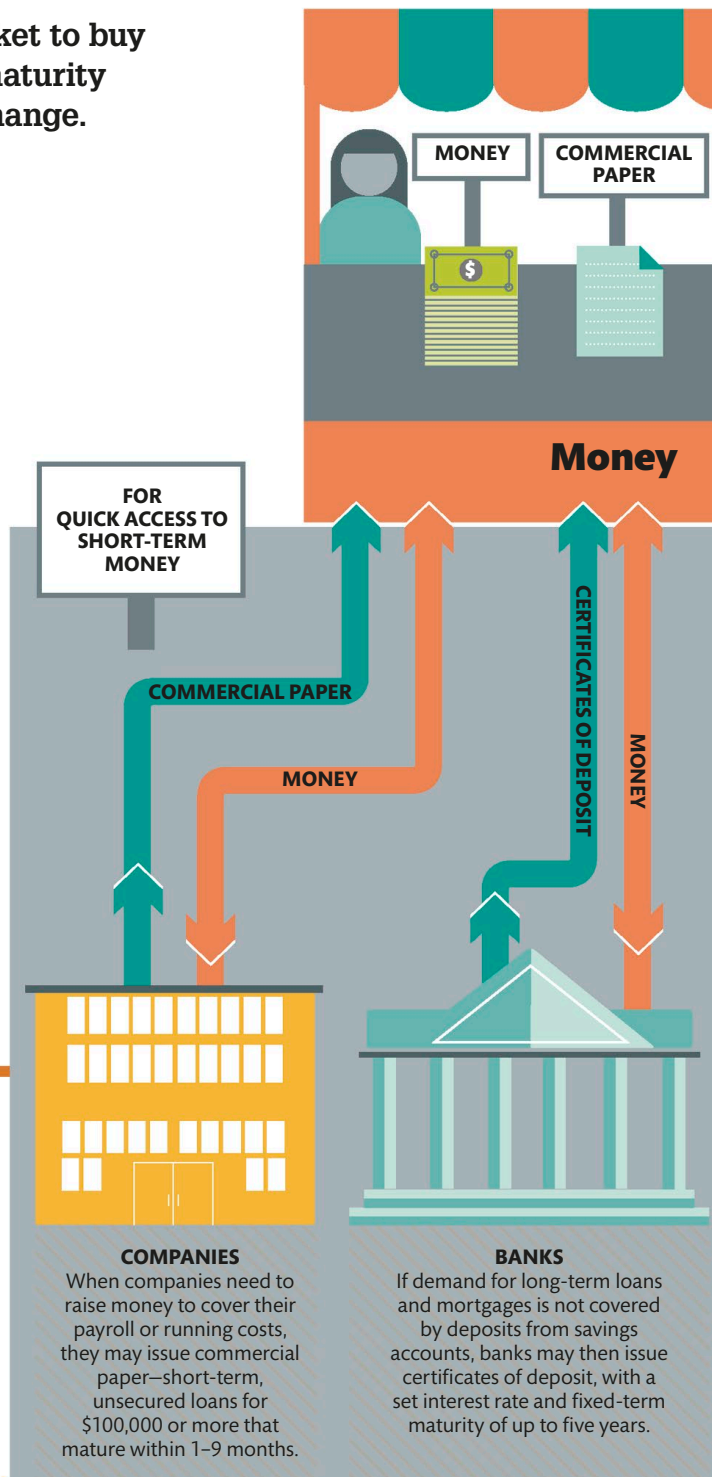 ket to buy
naturity
hange.
MONEY
COMMERCIAL
PAPER
$
Money
FOR
QUICK ACCESS TO
SHORT-TERM
MONEY
COMMERCIAL PAPER
MONEY
CERTIFICATES OF DEPOSIT
MONEY
COMPANIES
When companies need to
raise money to cover their
payroll or running costs,
they may issue commercial
paper—short-term,
unsecured loans for
$100,000 or more that
mature within 1–9 months.
BANKS
If demand for long-term loans
and mortgages is not covered
by deposits from savings
accounts, banks may then issue
certificates of deposit, with a
set interest rate and fixed-term
maturity of up to five years.